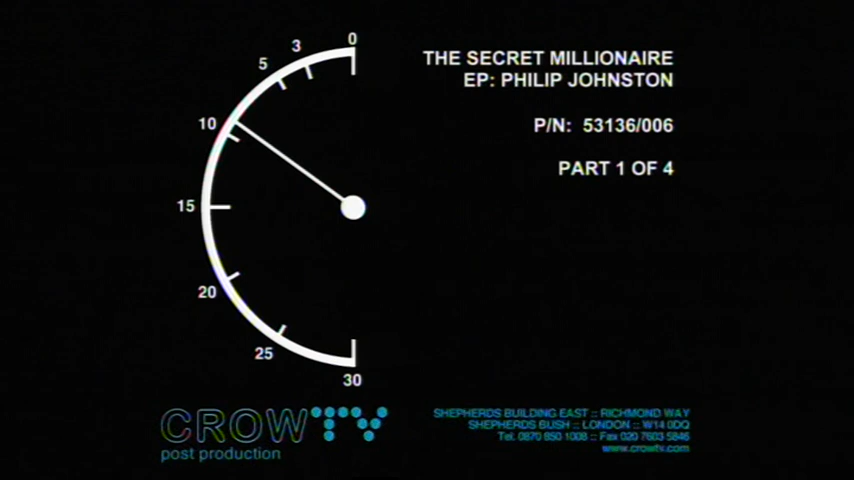 0
3
5
10
15
20
25
30
THE SECRET MILLIONAIRE
EP: PHILIP JOHNSTON
P/N: 53136/006
PART 1 OF 4
CROWTV
post production
SHEPHERDS BUILDING EAST :: RICHMOND WAY
SHEPHERDS BUSH :: LONDON :: W14 0DQ
Tel. 0870 850 1008 :: Fax 020 7603 5846
www.crowtv.com